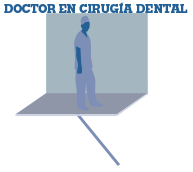 DOCTOR EN CIRUGÍA DENTAL